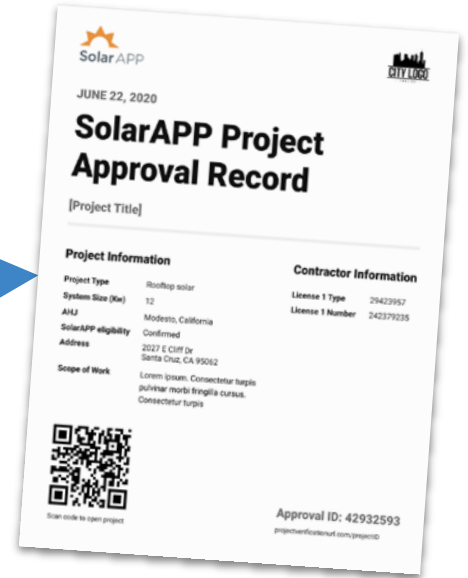 SolarAPP
CITY LOGO
JUNE 22, 2020
SolarAPP Project
Approval Record
[Project Title]
Project Information
Project Type Rooftop solar
System Size (Kw) 12
AHJ Modesto, California
SolarAPP eligibility Confirmed
Address 2027 E Cliff Dr
Santa Cruz, CA 95062
Scope of Work Lorem ipsum. Consectetur turpis
pulvinar morbi fringilla cursus.
Consectetur turpis
Contractor Information
License 1 Type 29423957
License 1 Number 242379235
Scan code to open project
Approval ID: 42932593
projectverificationurl.com/projectID